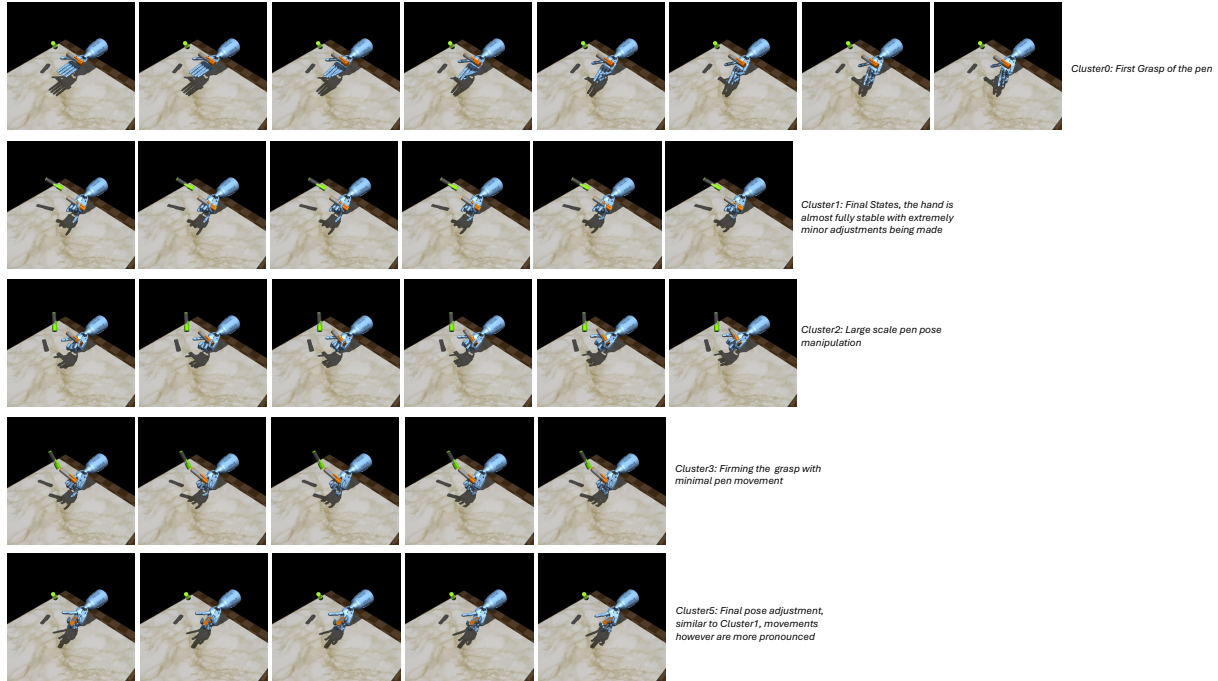 Cluster0: First Grasp of the pen
Cluster1: Final States, the hand is
almost fully stable with extremely
minor adjustments being made
Cluster2: Large scale pen pose
manipulation
Cluster3: Firming the  grasp with
minimal pen movement
Cluster5: Final pose adjustment,
similar to Cluster1, movements
however are more pronounced